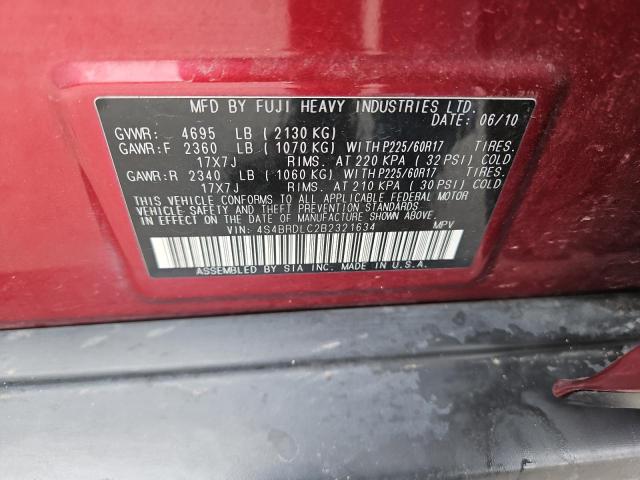 MFD BY FUJI HEAVY INDUSTRIES LTD.
DATE: 06/10
GVWR: 4695 LB (2130 KG)
GAWR:F 2360 LB (1070 KG) WITH P225/60R17 TIRES.
17X7J RIMS. AT 220 KPA (32 PSI) COLD
GAWR:R 2340 LB (1060 KG) WITH P225/60R17 TIRES.
17X7J RIMS. AT 210 KPA (30 PSI) COLD
THIS VEHICLE CONFORMS TO ALL APPLICABLE FEDERAL MOTOR
VEHICLE SAFETY AND THEFT PREVENTION STANDARDS
IN EFFECT ON THE DATE OF MANUFACTURE SHOWN ABOVE.
VIN: 4S4BRDLC2B2321634 MPV
ASSEMBLED BY SIA INC. MADE IN U.S.A.